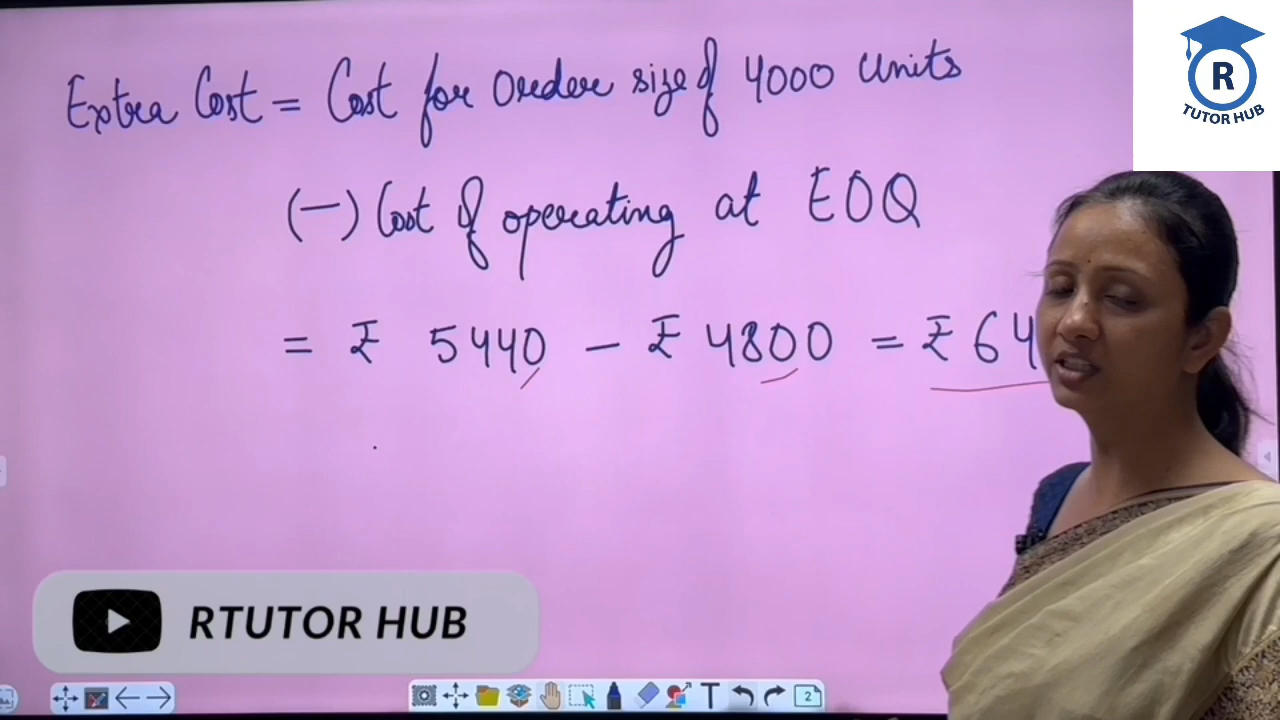 Extra Cost = Cost for Order size of 4000 Units
(-) Cost of operating at EOQ
= ₹ 5440 - ₹ 4800 = ₹ 64
R
TUTOR HUB
RTUTOR HUB
T
2